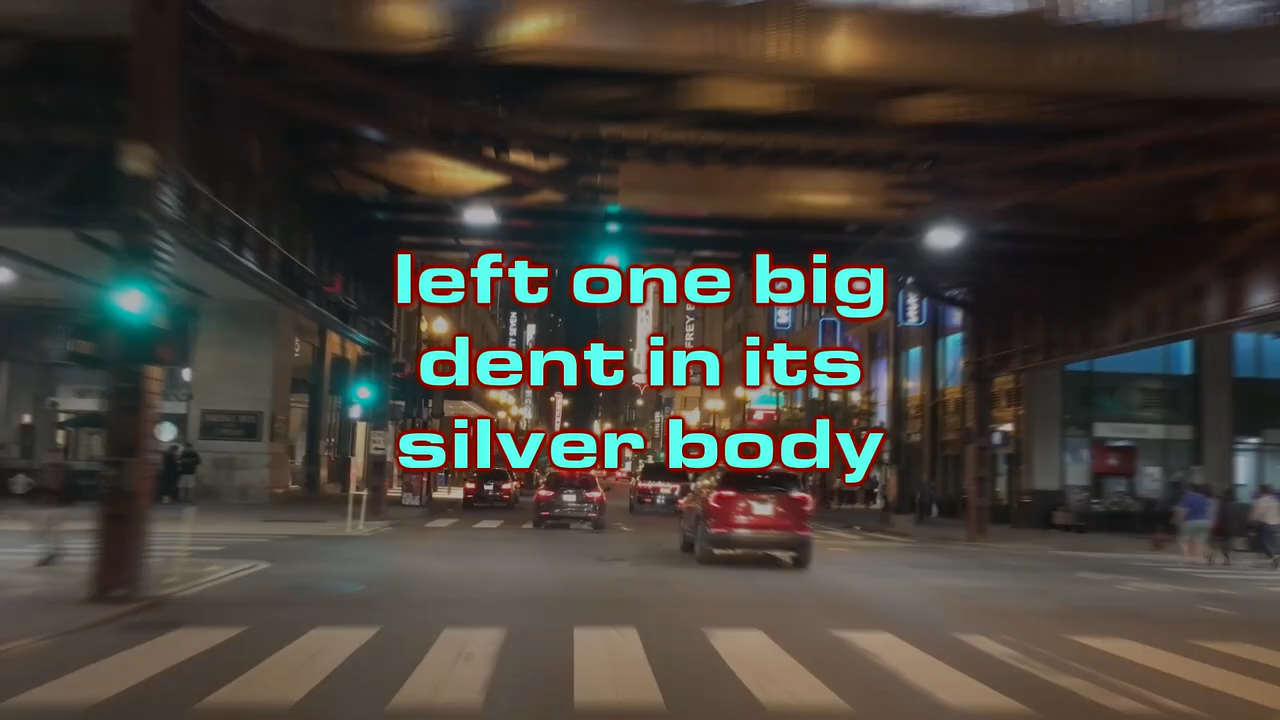 left one big
dent in its
silver body